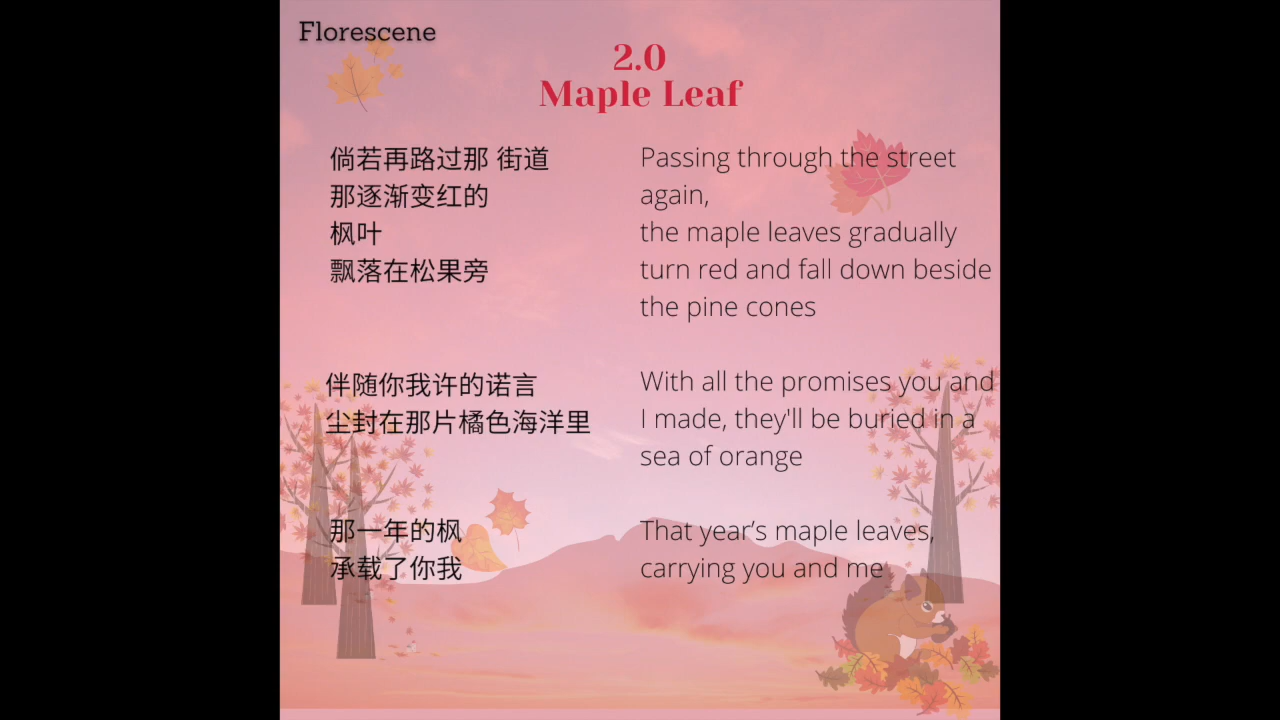 Florescene
2.0
Maple Leaf
倘若再路过那 街道
那逐渐变红的
枫叶
飘落在松果旁
伴随你我许的诺言
尘封在那片橘色海洋里
那一年的枫
承载了你我
Passing through the street
again,
the maple leaves gradually
turn red and fall down beside
the pine cones
With all the promises you and
I made, they'll be buried in a
sea of orange
That year’s maple leaves,
carrying you and me